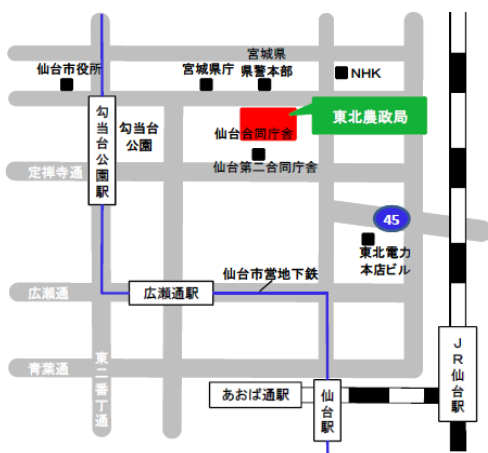 宮城県
仙台市役所
宮城県庁
県警本部
NHK
東北農政局
勾当台公園駅
勾当台
公園
仙台合同庁舎
仙台第二合同庁舎
定禅寺通
45
東北電力
本店ビル
仙台市営地下鉄
広瀬通
広瀬通駅
JR仙台駅
青葉通
東二番丁通
あおば通駅
仙台駅